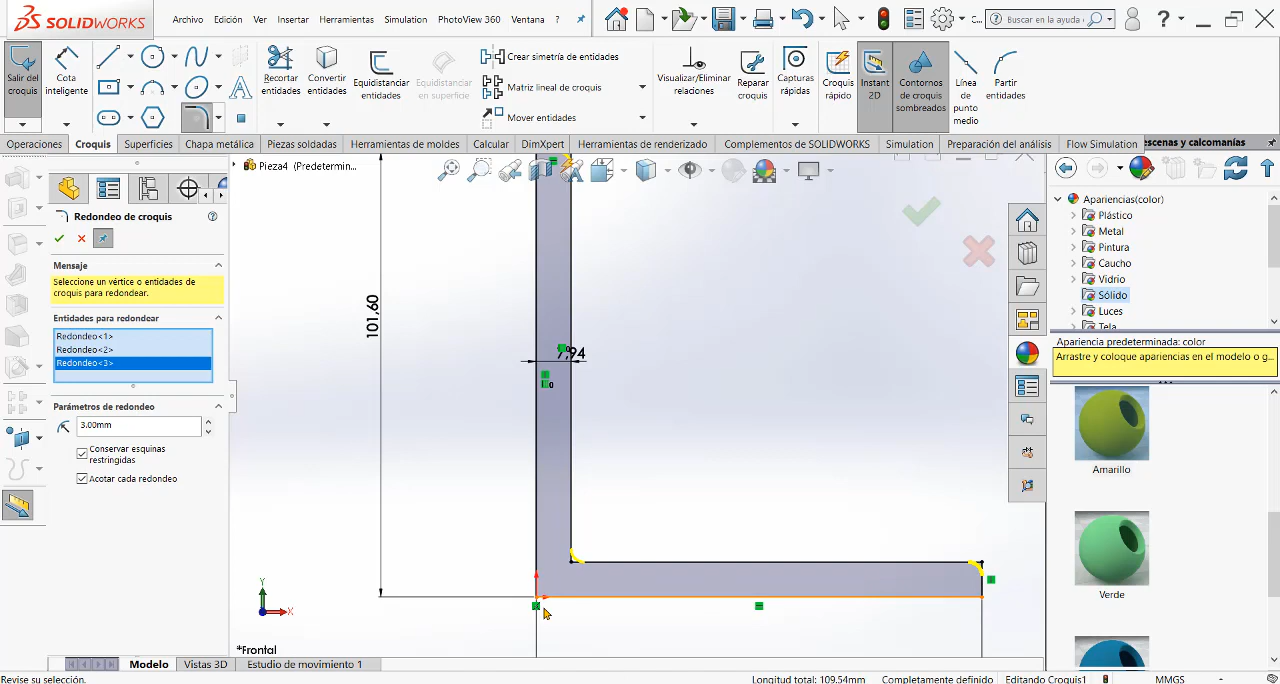 SOLIDWORKS
Archivo Edición Ver Insertar Herramientas Simulation PhotoView 360 Ventana ?
C... Buscar en la ayuda ?
Salir del croquis
Cota inteligente
Recortar entidades
Convertir entidades
Equidistanciar entidades
Equidistanciar en superficie
Crear simetría de entidades
Matriz lineal de croquis
Mover entidades
Visualizar/Eliminar relaciones
Reparar croquis
Capturas rápidas
Croquis rápido
Instant 2D
Contornos de croquis sombreados
Línea de punto medio
Partir entidades
Operaciones Croquis Superficies Chapa metálica Piezas soldadas Herramientas de moldes Calcular DimXpert Herramientas de renderizado Complementos de SOLIDWORKS Simulation Preparación del análisis Flow Simulation escenas y calcomanías
Pieza4 (Predetermin...
Redondeo de croquis
Mensaje
Seleccione un vértice o entidades de
croquis para redondear.
Entidades para redondear
Redondeo<1>
Redondeo<2>
Redondeo<3>
Parámetros de redondeo
3.00mm
Conservar esquinas
restringidas
Acotar cada redondeo
101,60
7,94
Y
X
*Frontal
Apariencias(color)
Plástico
Metal
Pintura
Caucho
Vidrio
Sólido
Luces
Tela
Apariencia predeterminada: color
Arrastre y coloque apariencias en el modelo o g...
Amarillo
Verde
Modelo Vistas 3D Estudio de movimiento 1
Revise su selección. Longitud total: 109.54mm Completamente definido Editando Croquis1 MMGS